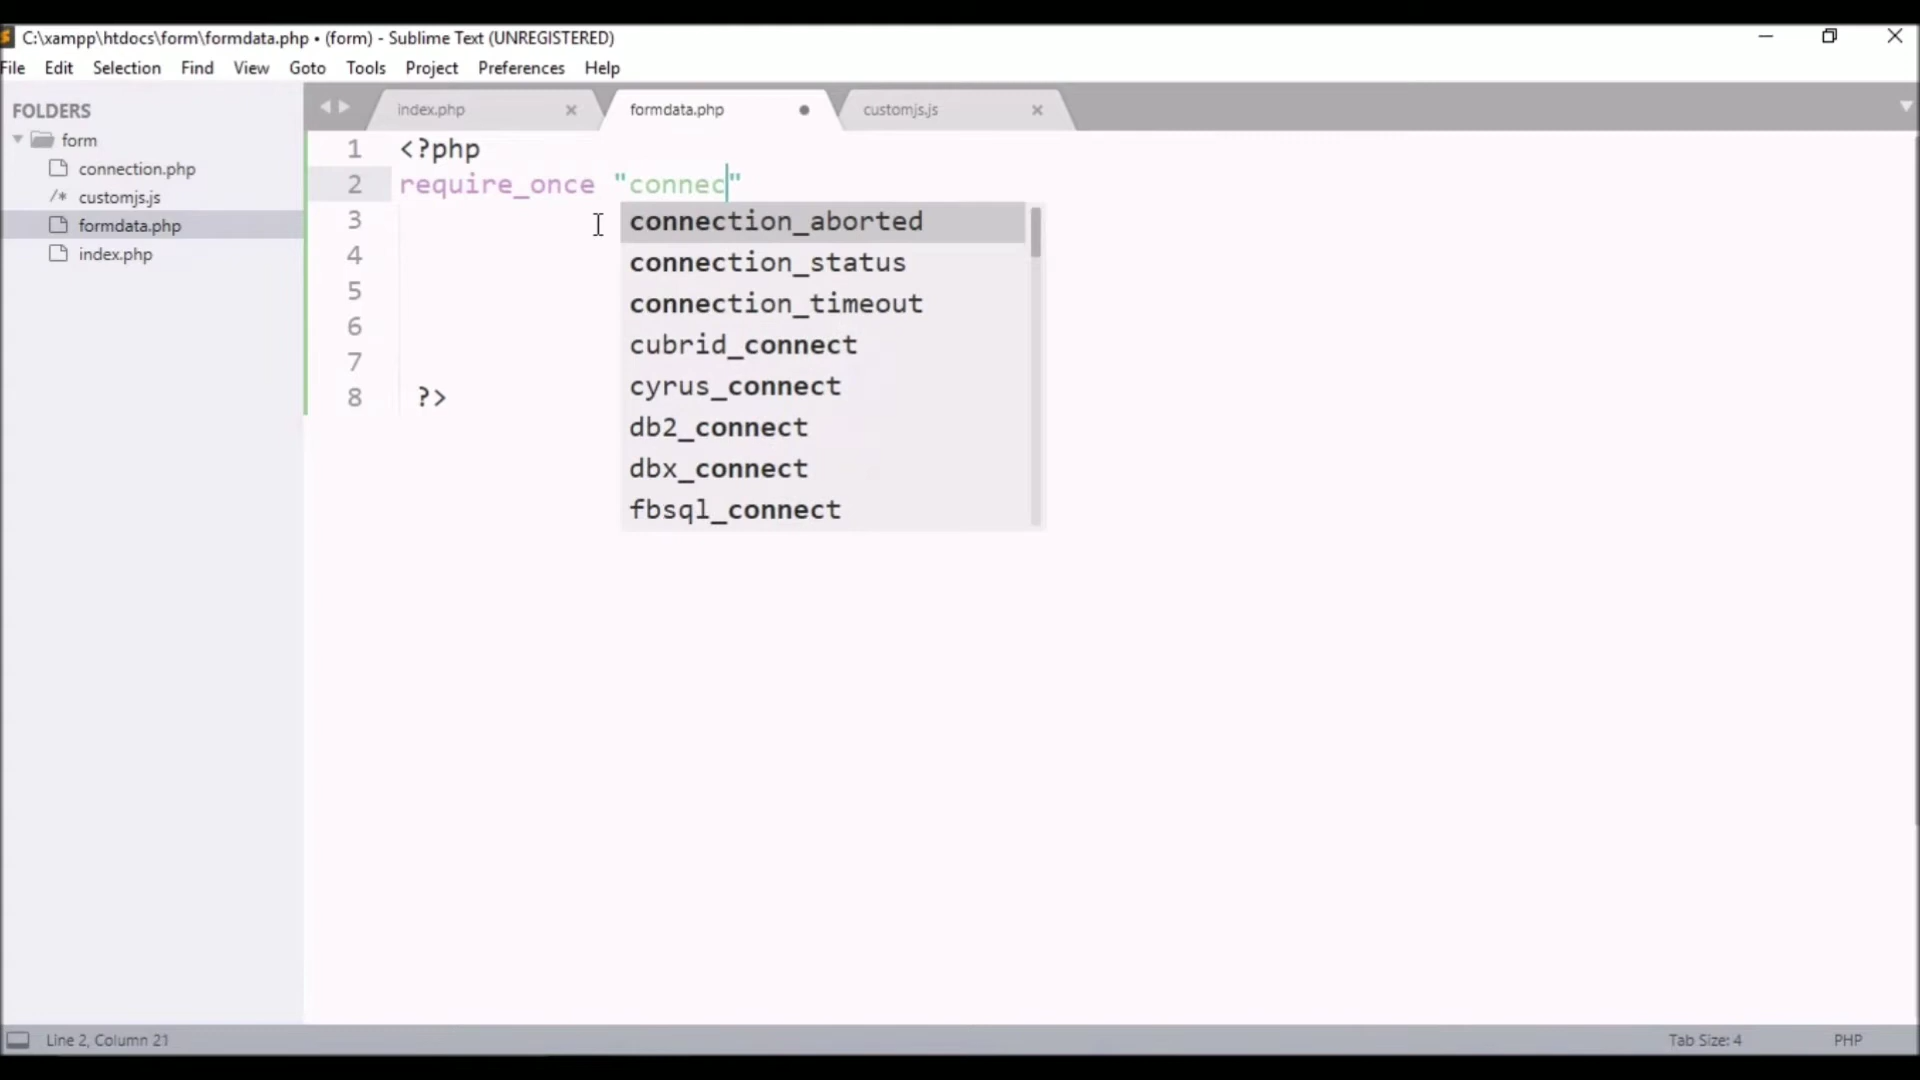 C:\xampp\htdocs\form\formdata.php • (form) - Sublime Text (UNREGISTERED)
File Edit Selection Find View Goto Tools Project Preferences Help
FOLDERS
form
connection.php
/* customjs.js
formdata.php
index.php
index.php
formdata.php
customjs.js
1 <?php
2 require_once "connec"
3
4
5
6
7
8 ?>
connection_aborted
connection_status
connection_timeout
cubrid_connect
cyrus_connect
db2_connect
dbx_connect
fbsql_connect
Line 2, Column 21
Tab Size: 4
PHP